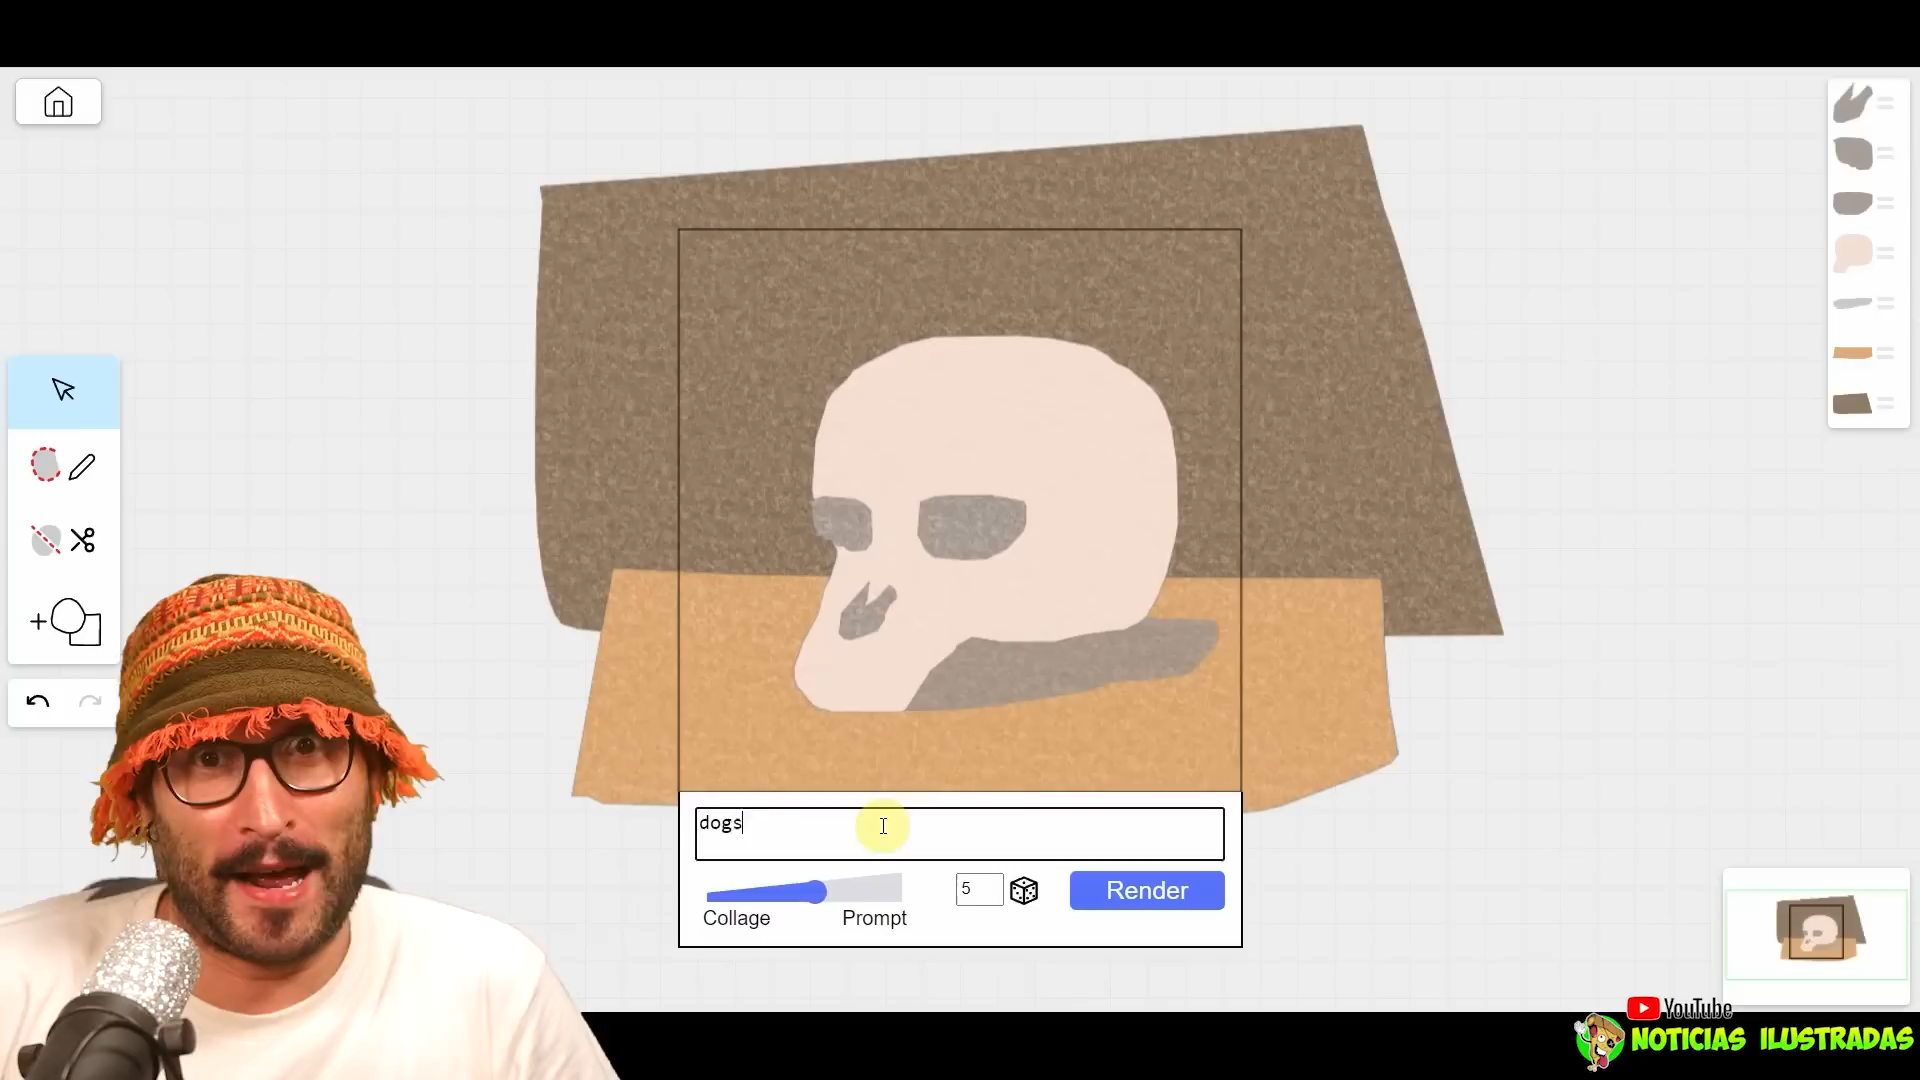 dogs
5
Render
Collage
Prompt
YouTube
NOTICIAS ILUSTRADAS